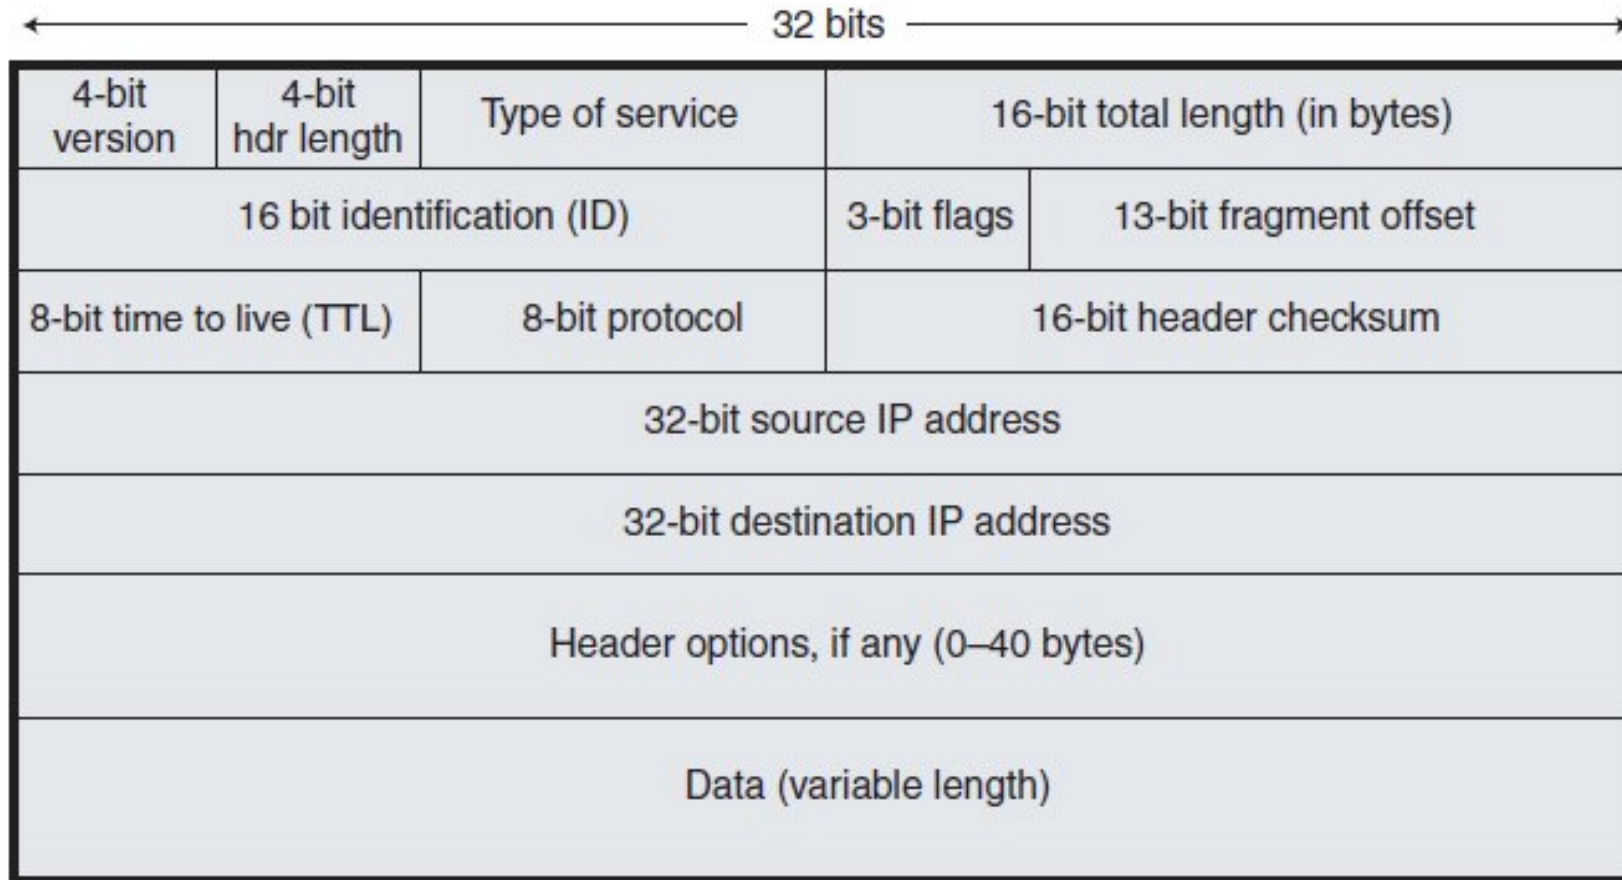 32 bits
4-bit
version
4-bit
hdr length
Type of service
16-bit total length (in bytes)
16 bit identification (ID)
3-bit flags
13-bit fragment offset
8-bit time to live (TTL)
8-bit protocol
16-bit header checksum
32-bit source IP address
32-bit destination IP address
Header options, if any (0–40 bytes)
Data (variable length)